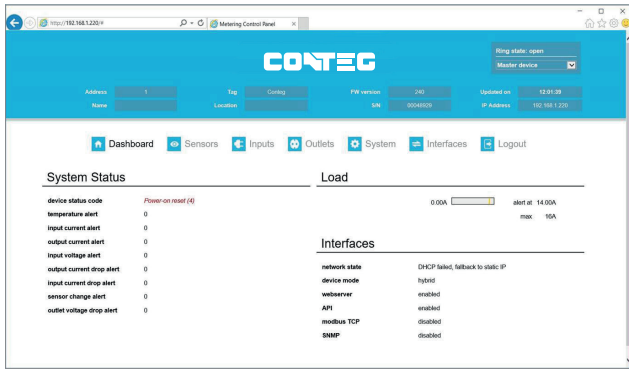 http://192.168.1.220/#
Metering Control Panel
CONTEG
Ring state: open
Master device
Address 1 Tag Conteg FW version 240 Updated on 12:01:39
Name Location S/N 00048929 IP Address 192.168.1.220
Dashboard Sensors Inputs Outlets System Interfaces Logout
System Status
device status code Power-on reset (4)
temperature alert 0
input current alert 0
output current alert 0
input voltage alert 0
output current drop alert 0
input current drop alert 0
sensor change alert 0
outlet voltage drop alert 0
Load
0.00A alert at 14.00A
max 16A
Interfaces
network state DHCP failed, fallback to static IP
device mode hybrid
webserver enabled
API enabled
modbus TCP disabled
SNMP disabled